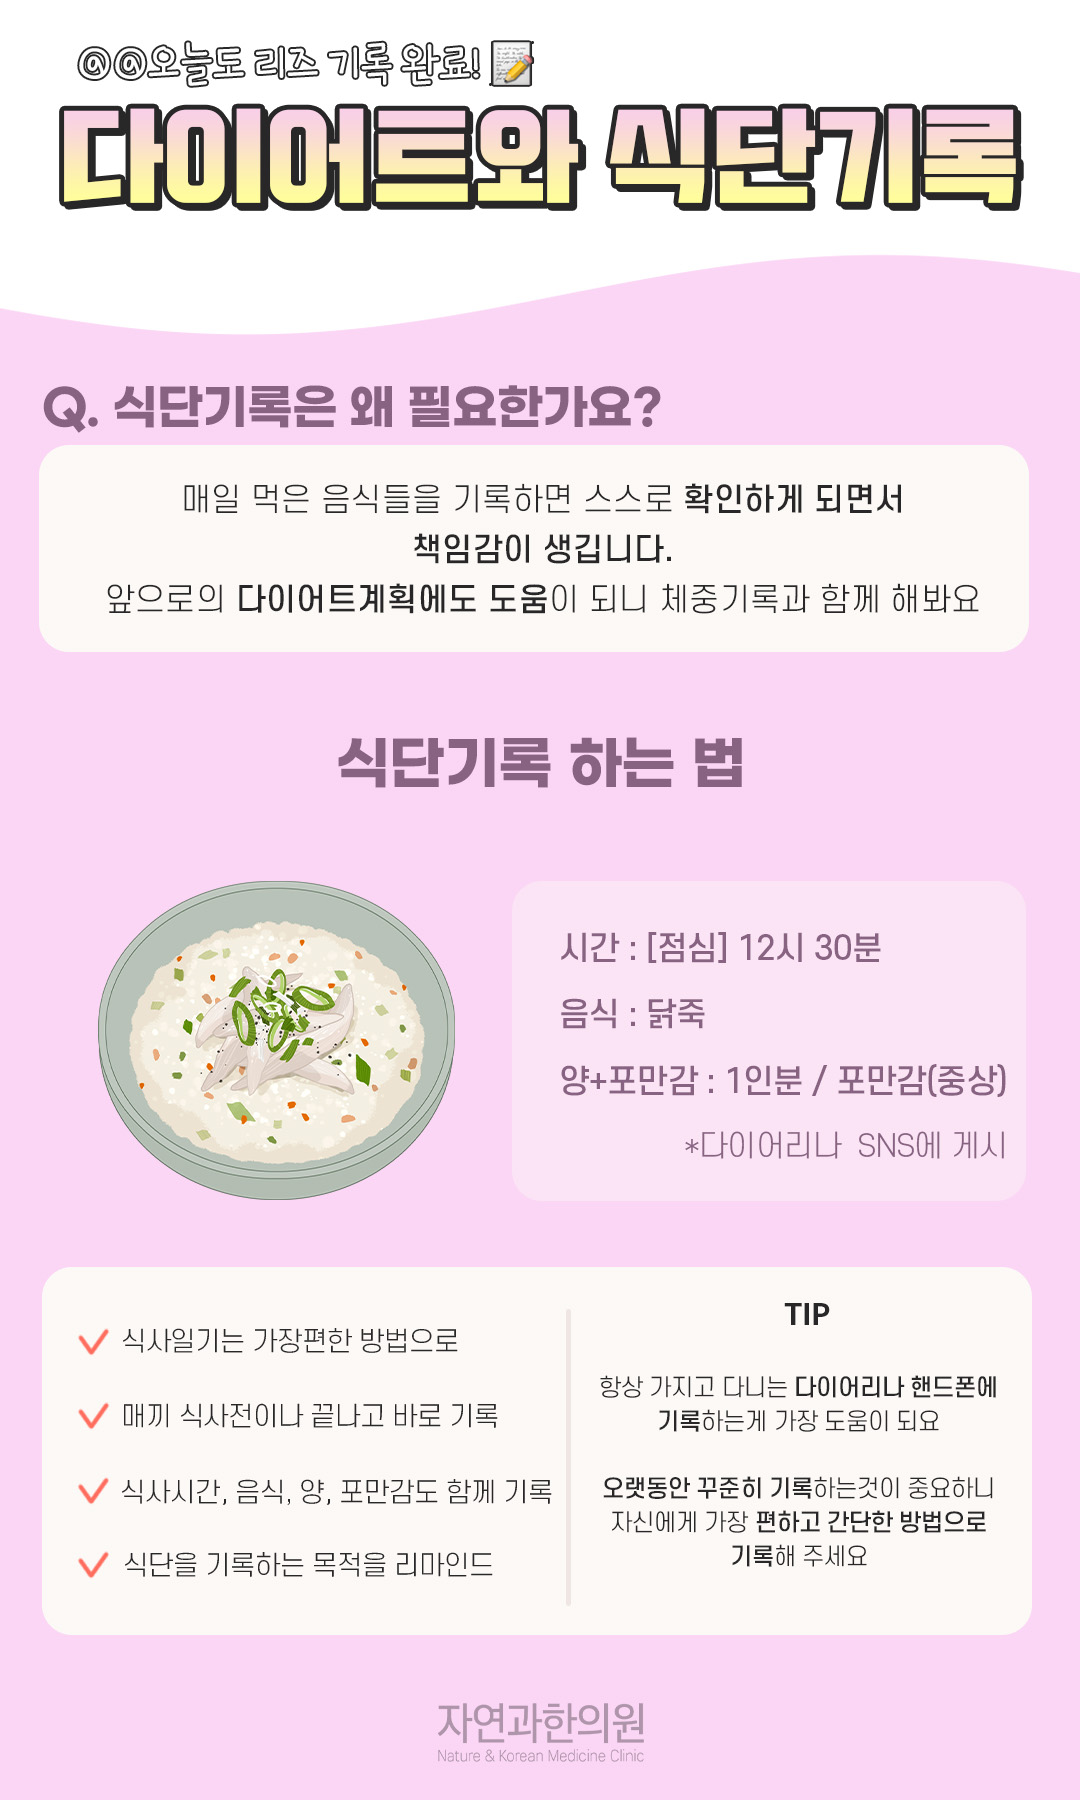 @@오늘도 리즈 기록 완료!
다이어트와 식단기록
Q. 식단기록은 왜 필요한가요?
매일 먹은 음식들을 기록하면 스스로 확인하게 되면서
책임감이 생깁니다.
앞으로의 다이어트계획에도 도움이 되니 체중기록과 함께 해봐요
식단기록 하는 법
시간 : [점심] 12시 30분
음식 : 닭죽
양+포만감 : 1인분 / 포만감(중상)
*다이어리나 SNS에 게시
식사일기는 가장편한 방법으로
매끼 식사전이나 끝나고 바로 기록
식사시간, 음식, 양, 포만감도 함께 기록
식단을 기록하는 목적을 리마인드
TIP
항상 가지고 다니는 다이어리나 핸드폰에
기록하는게 가장 도움이 되요
오랫동안 꾸준히 기록하는것이 중요하니
자신에게 가장 편하고 간단한 방법으로
기록해 주세요
자연과한의원
Nature & Korean Medicine Clinic